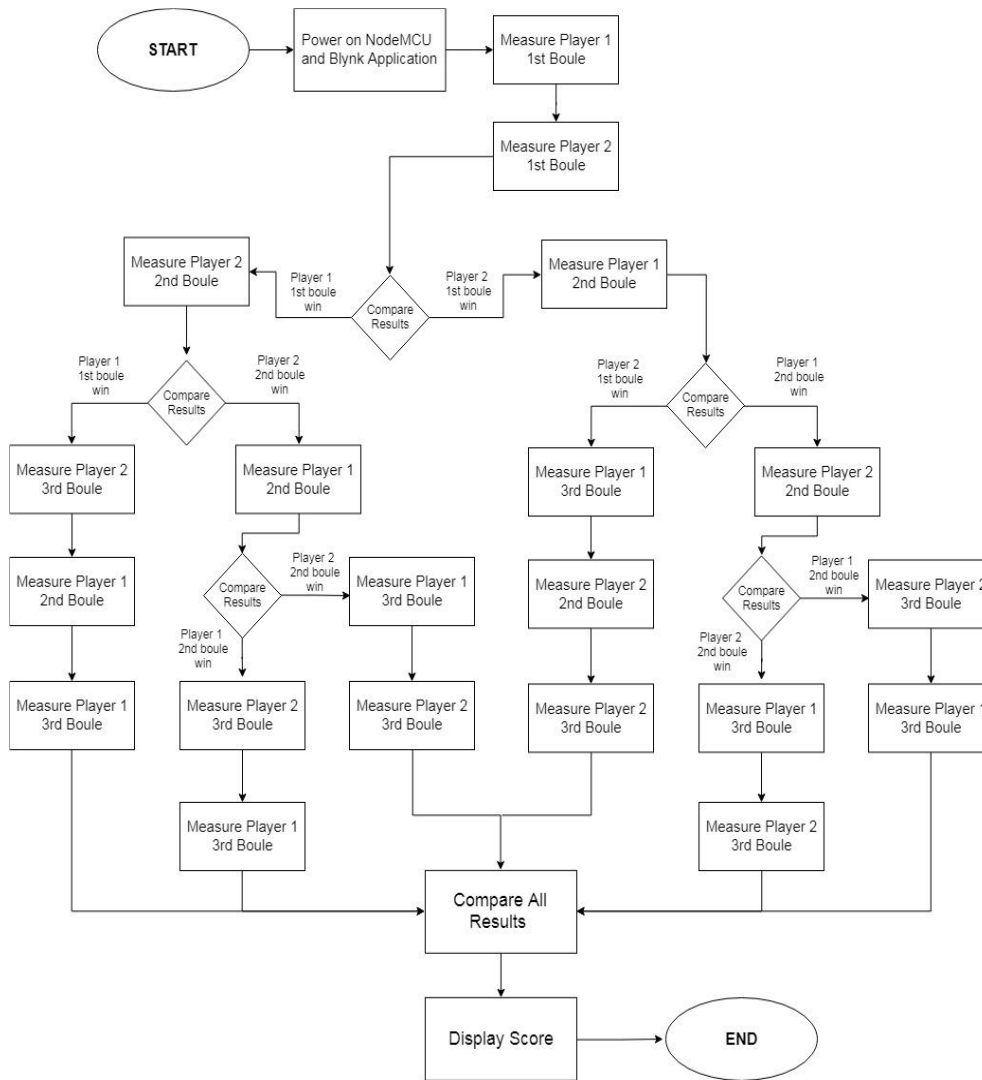 START
Power on NodeMCU
and Blynk Application
Measure Player 1
1st Boule
Measure Player 2
1st Boule
Measure Player 2
2nd Boule
Player 1
1st boule
win
Compare
Results
Player 2
1st boule
win
Measure Player 1
2nd Boule
Player 1
1st boule
win
Compare
Results
Player 2
2nd boule
win
Player 2
1st boule
win
Compare
Results
Player 1
2nd boule
win
Measure Player 2
3rd Boule
Measure Player 1
2nd Boule
Measure Player 1
3rd Boule
Measure Player 2
2nd Boule
Measure Player 1
2nd Boule
Compare
Results
Player 2
2nd boule
win
Measure Player 1
3rd Boule
Measure Player 2
2nd Boule
Compare
Results
Player 1
2nd boule
win
Measure Player 2
3rd Boule
Player 1
2nd boule
win
Player 2
2nd boule
win
Measure Player 1
3rd Boule
Measure Player 2
3rd Boule
Measure Player 2
3rd Boule
Measure Player 2
3rd Boule
Measure Player 1
3rd Boule
Measure Player 1
3rd Boule
Measure Player 1
3rd Boule
Measure Player 2
3rd Boule
Compare All
Results
Display Score
END